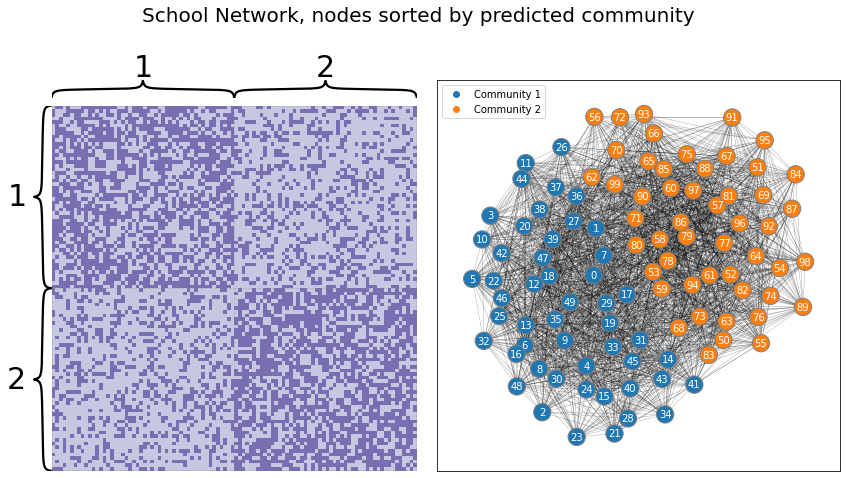 School Network, nodes sorted by predicted community
1
2
1
2
Community 1
Community 2
56 72 93 91
66 95
26 70 75 67
11 65 85 88 51
44 62 99 84
37 36 90 60 97 81 69
38 57 87
3 27 71 86 96 92
20 1
10 39 80 58 79 77
42 47 7 64
5 22 12 18 0 53 78 61 52 54 98
46 49 29 17 59 94 82 74
25 13 35 19 73 63 76 89
32 6 9 33 31 68 50 55
16 4 45 14 83
8 30 24 15 40 43 41
48
2 28 34
23 21